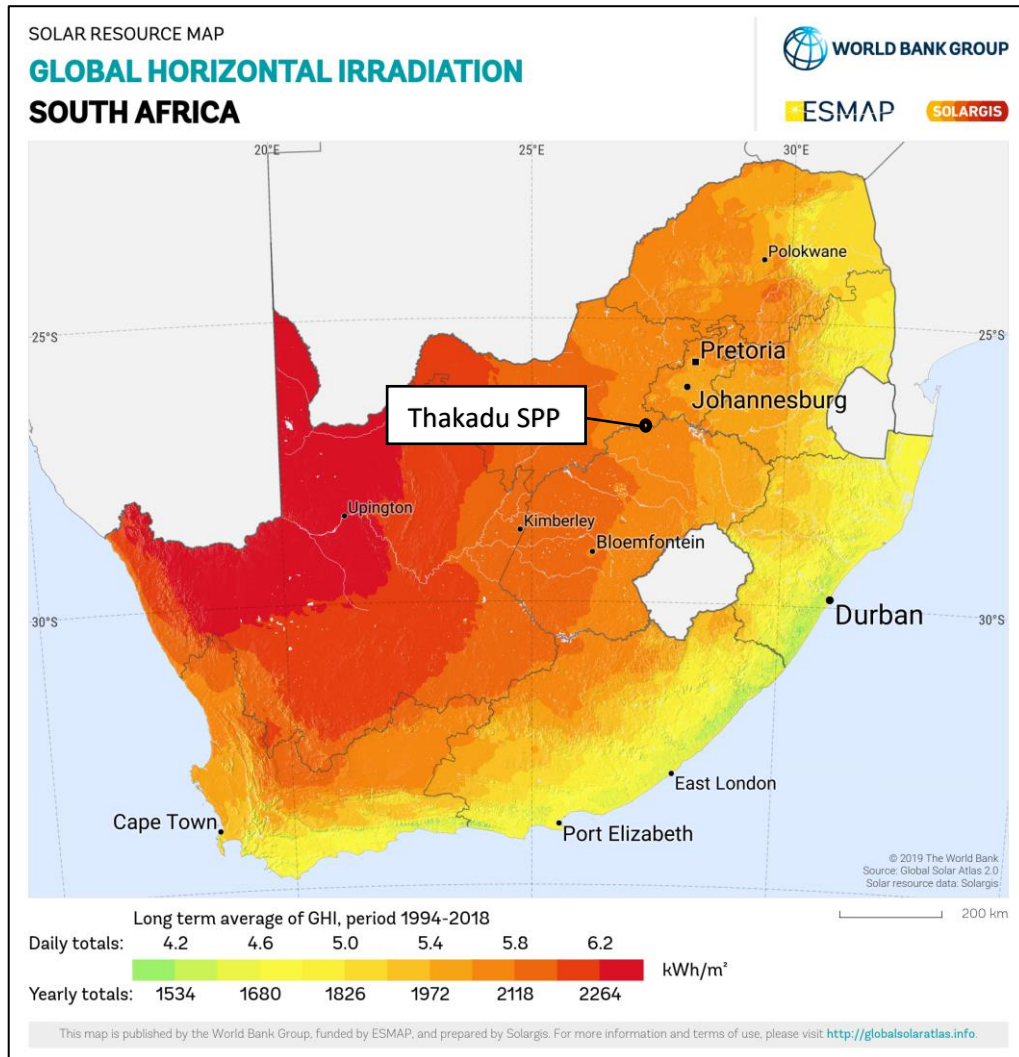 SOLAR RESOURCE MAP
GLOBAL HORIZONTAL IRRADIATION
SOUTH AFRICA
WORLD BANK GROUP
ESMAP
SOLARGIS
20°E
25°E
30°E
Polokwane
25°S
25°S
Pretoria
Johannesburg
Thakadu SPP
Upington
Kimberley
Bloemfontein
Durban
30°S
30°S
East London
Cape Town
Port Elizabeth
© 2019 The World Bank
Source: Global Solar Atlas 2.0
Solar resource data: Solargis
Long term average of GHI, period 1994-2018
200 km
Daily totals: 4.2 4.6 5.0 5.4 5.8 6.2
kWh/m²
Yearly totals: 1534 1680 1826 1972 2118 2264
This map is published by the World Bank Group, funded by ESMAP, and prepared by Solargis. For more information and terms of use, please visit http://globalsolaratlas.info.